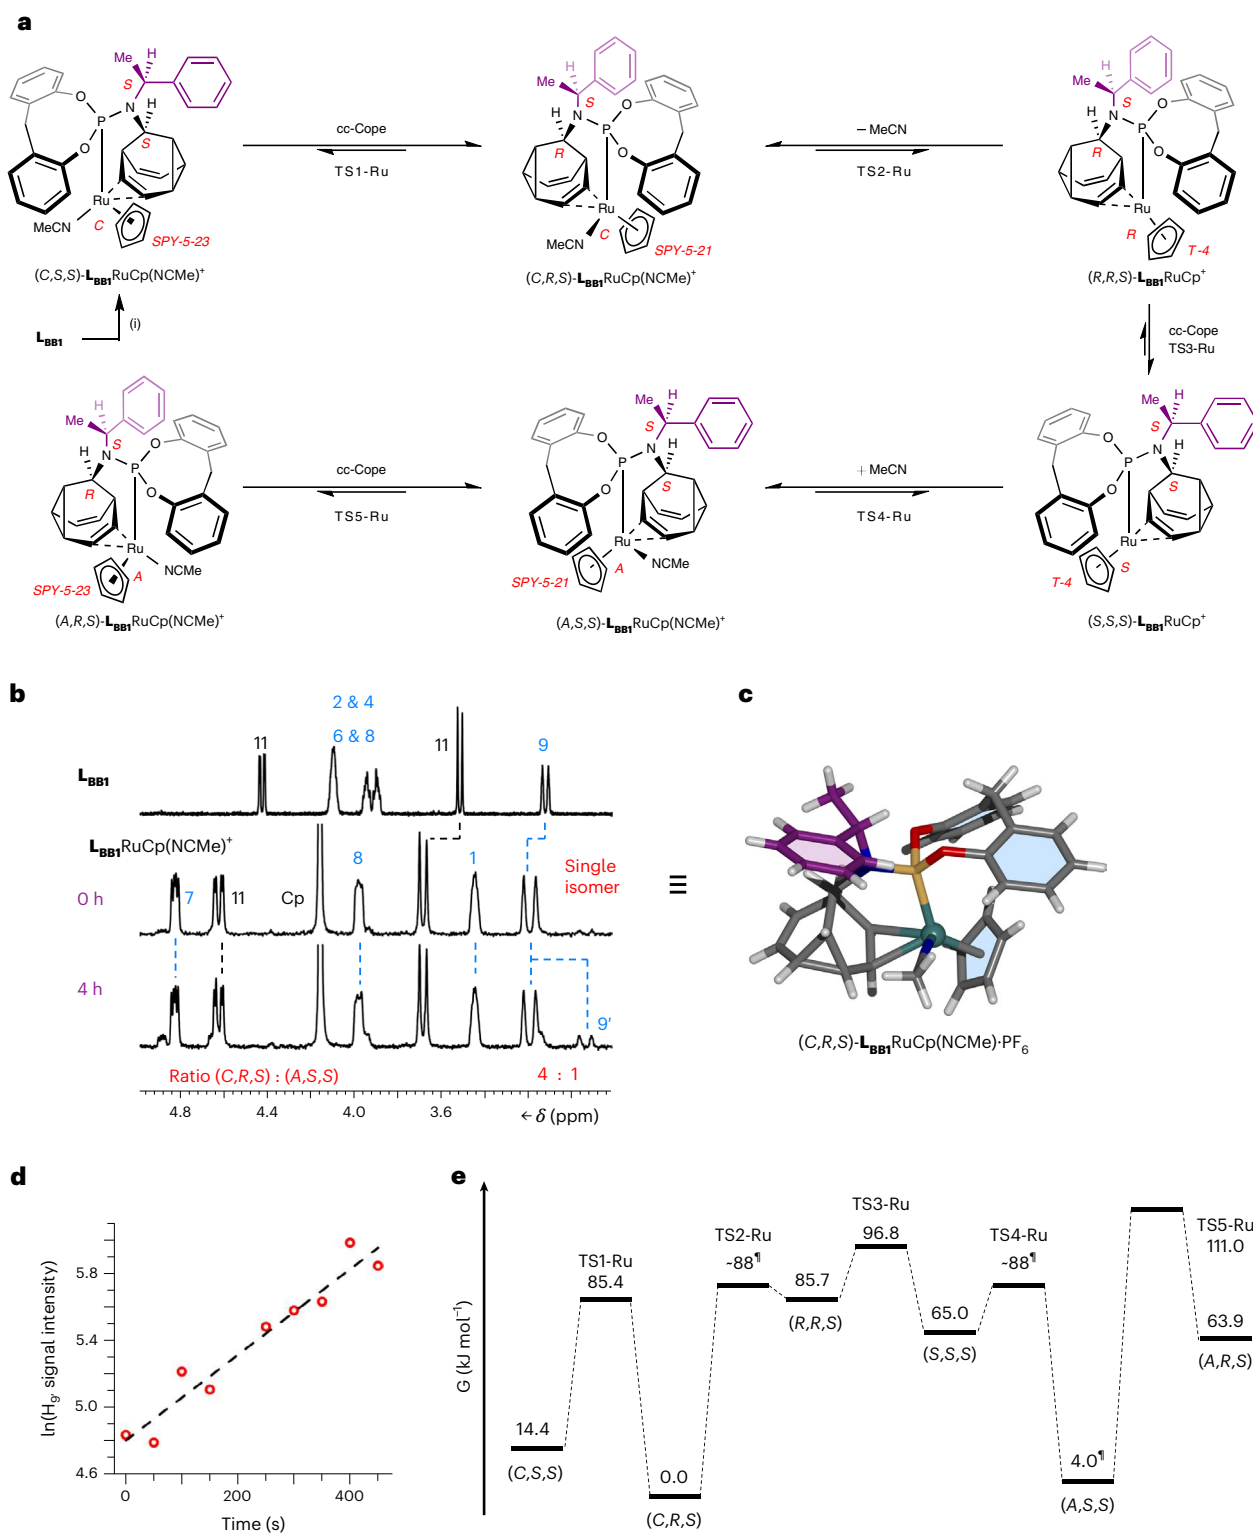 a
Me
H
S
N
H
O
P
O
S
Ru
MeCN
C
SPY-5-23
(C,S,S)-LBB1RuCp(NCMe)+
cc-Cope
TS1-Ru
H
Me
S
N
H
O
P
O
R
Ru
MeCN
C
SPY-5-21
(C,R,S)-LBB1RuCp(NCMe)+
−MeCN
TS2-Ru
H
Me
S
N
H
O
P
O
R
Ru
R
T-4
(R,R,S)-LBB1RuCp+
LBB1
(i)
cc-Cope
TS3-Ru
H
Me
S
N
H
O
P
O
R
Ru
NCMe
A
SPY-5-23
(A,R,S)-LBB1RuCp(NCMe)+
cc-Cope
TS5-Ru
Me
H
S
N
H
O
P
O
S
Ru
NCMe
A
SPY-5-21
(A,S,S)-LBB1RuCp(NCMe)+
+MeCN
TS4-Ru
Me
H
S
N
H
O
P
O
S
Ru
S
T-4
(S,S,S)-LBB1RuCp+
b
2 & 4
6 & 8
11
11
9
LBB1
LBB1RuCp(NCMe)+
0 h
7
11
Cp
8
1
Single
isomer
4 h
9′
Ratio (C,R,S) : (A,S,S)
4 : 1
4.8
4.4
4.0
3.6
←δ (ppm)
≡
c
(C,R,S)-LBB1RuCp(NCMe)·PF6
d
ln(H9′ signal intensity)
5.8
5.4
5.0
4.6
0
200
400
Time (s)
e
G (kJ mol−1)
14.4
(C,S,S)
TS1-Ru
85.4
0.0
(C,R,S)
TS2-Ru
~88¶
85.7
(R,R,S)
TS3-Ru
96.8
65.0
(S,S,S)
TS4-Ru
~88¶
4.0¶
(A,S,S)
TS5-Ru
111.0
63.9
(A,R,S)